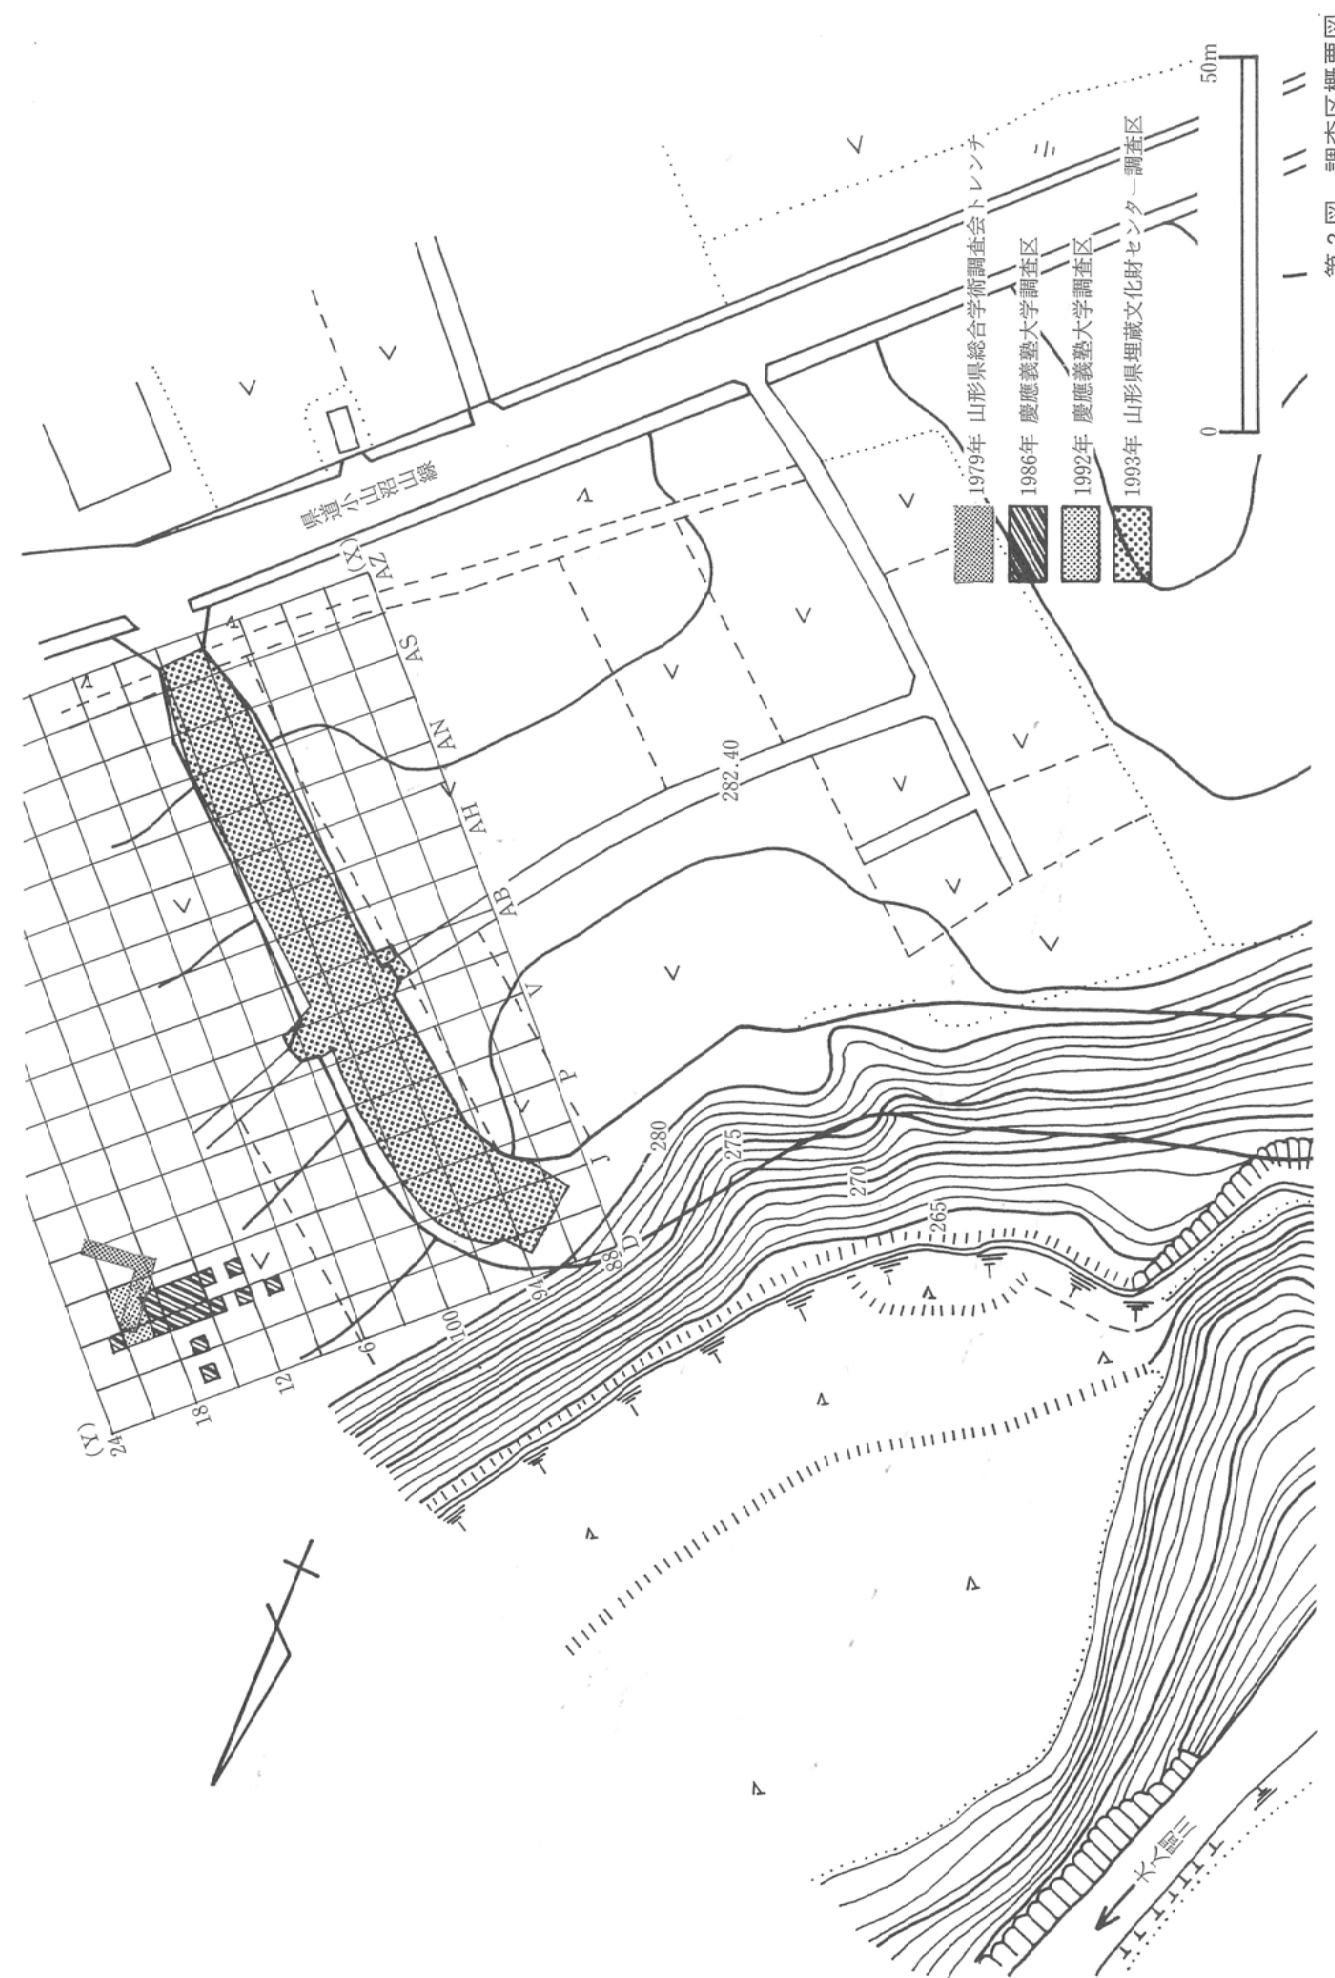 第2図 調査区概要図
0
50m
1979年 山形県総合学術調査会トレンチ
1986年 慶應義塾大学調査区
1992年 慶應義塾大学調査区
1993年 山形県埋蔵文化財センター調査区
県道小山沼山線
(X)
AZ
AS
AN
AH
AB
V
P
J
D
(Y)
24
18
12
6
100
94
88
282.40
280
275
270
265